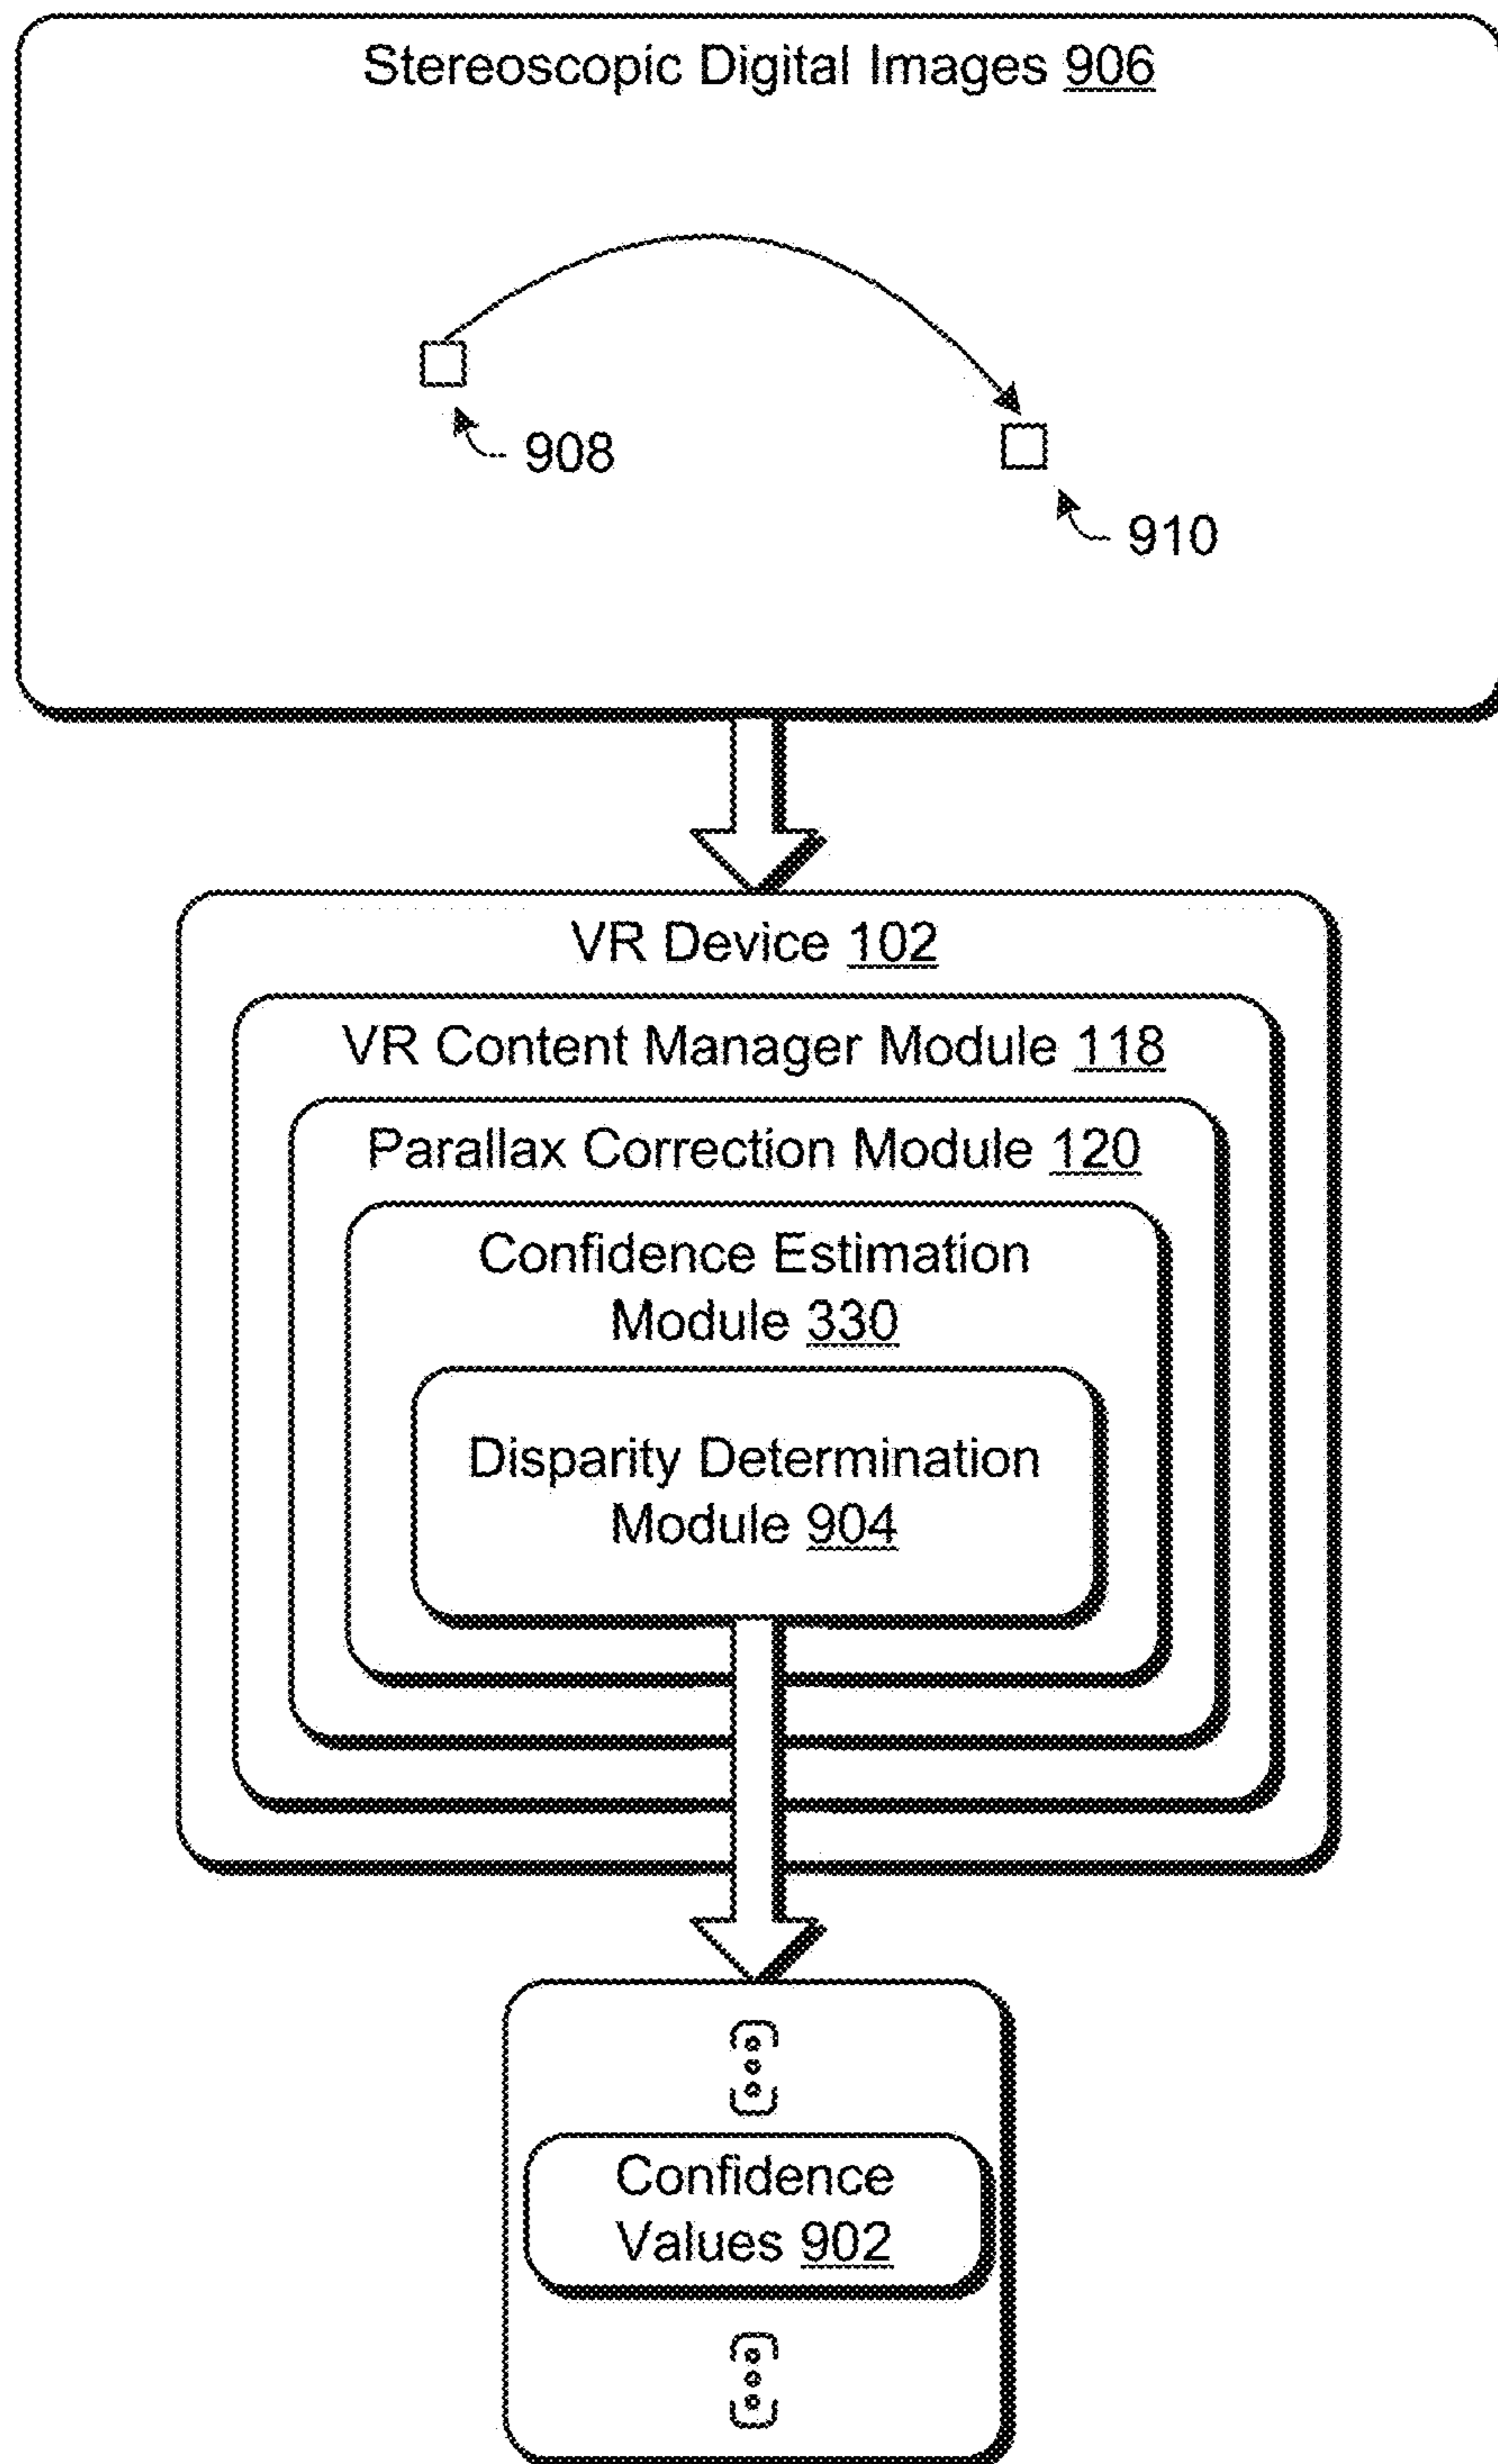 Stereoscopic Digital Images 906
908
910
VR Device 102
VR Content Manager Module 118
Parallax Correction Module 120
Confidence Estimation
Module 330
Disparity Determination
Module 904
Confidence
Values 902